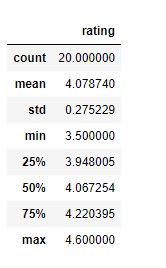 rating
count 20.000000
mean 4.078740
std 0.275229
min 3.500000
25% 3.948005
50% 4.067254
75% 4.220395
max 4.600000